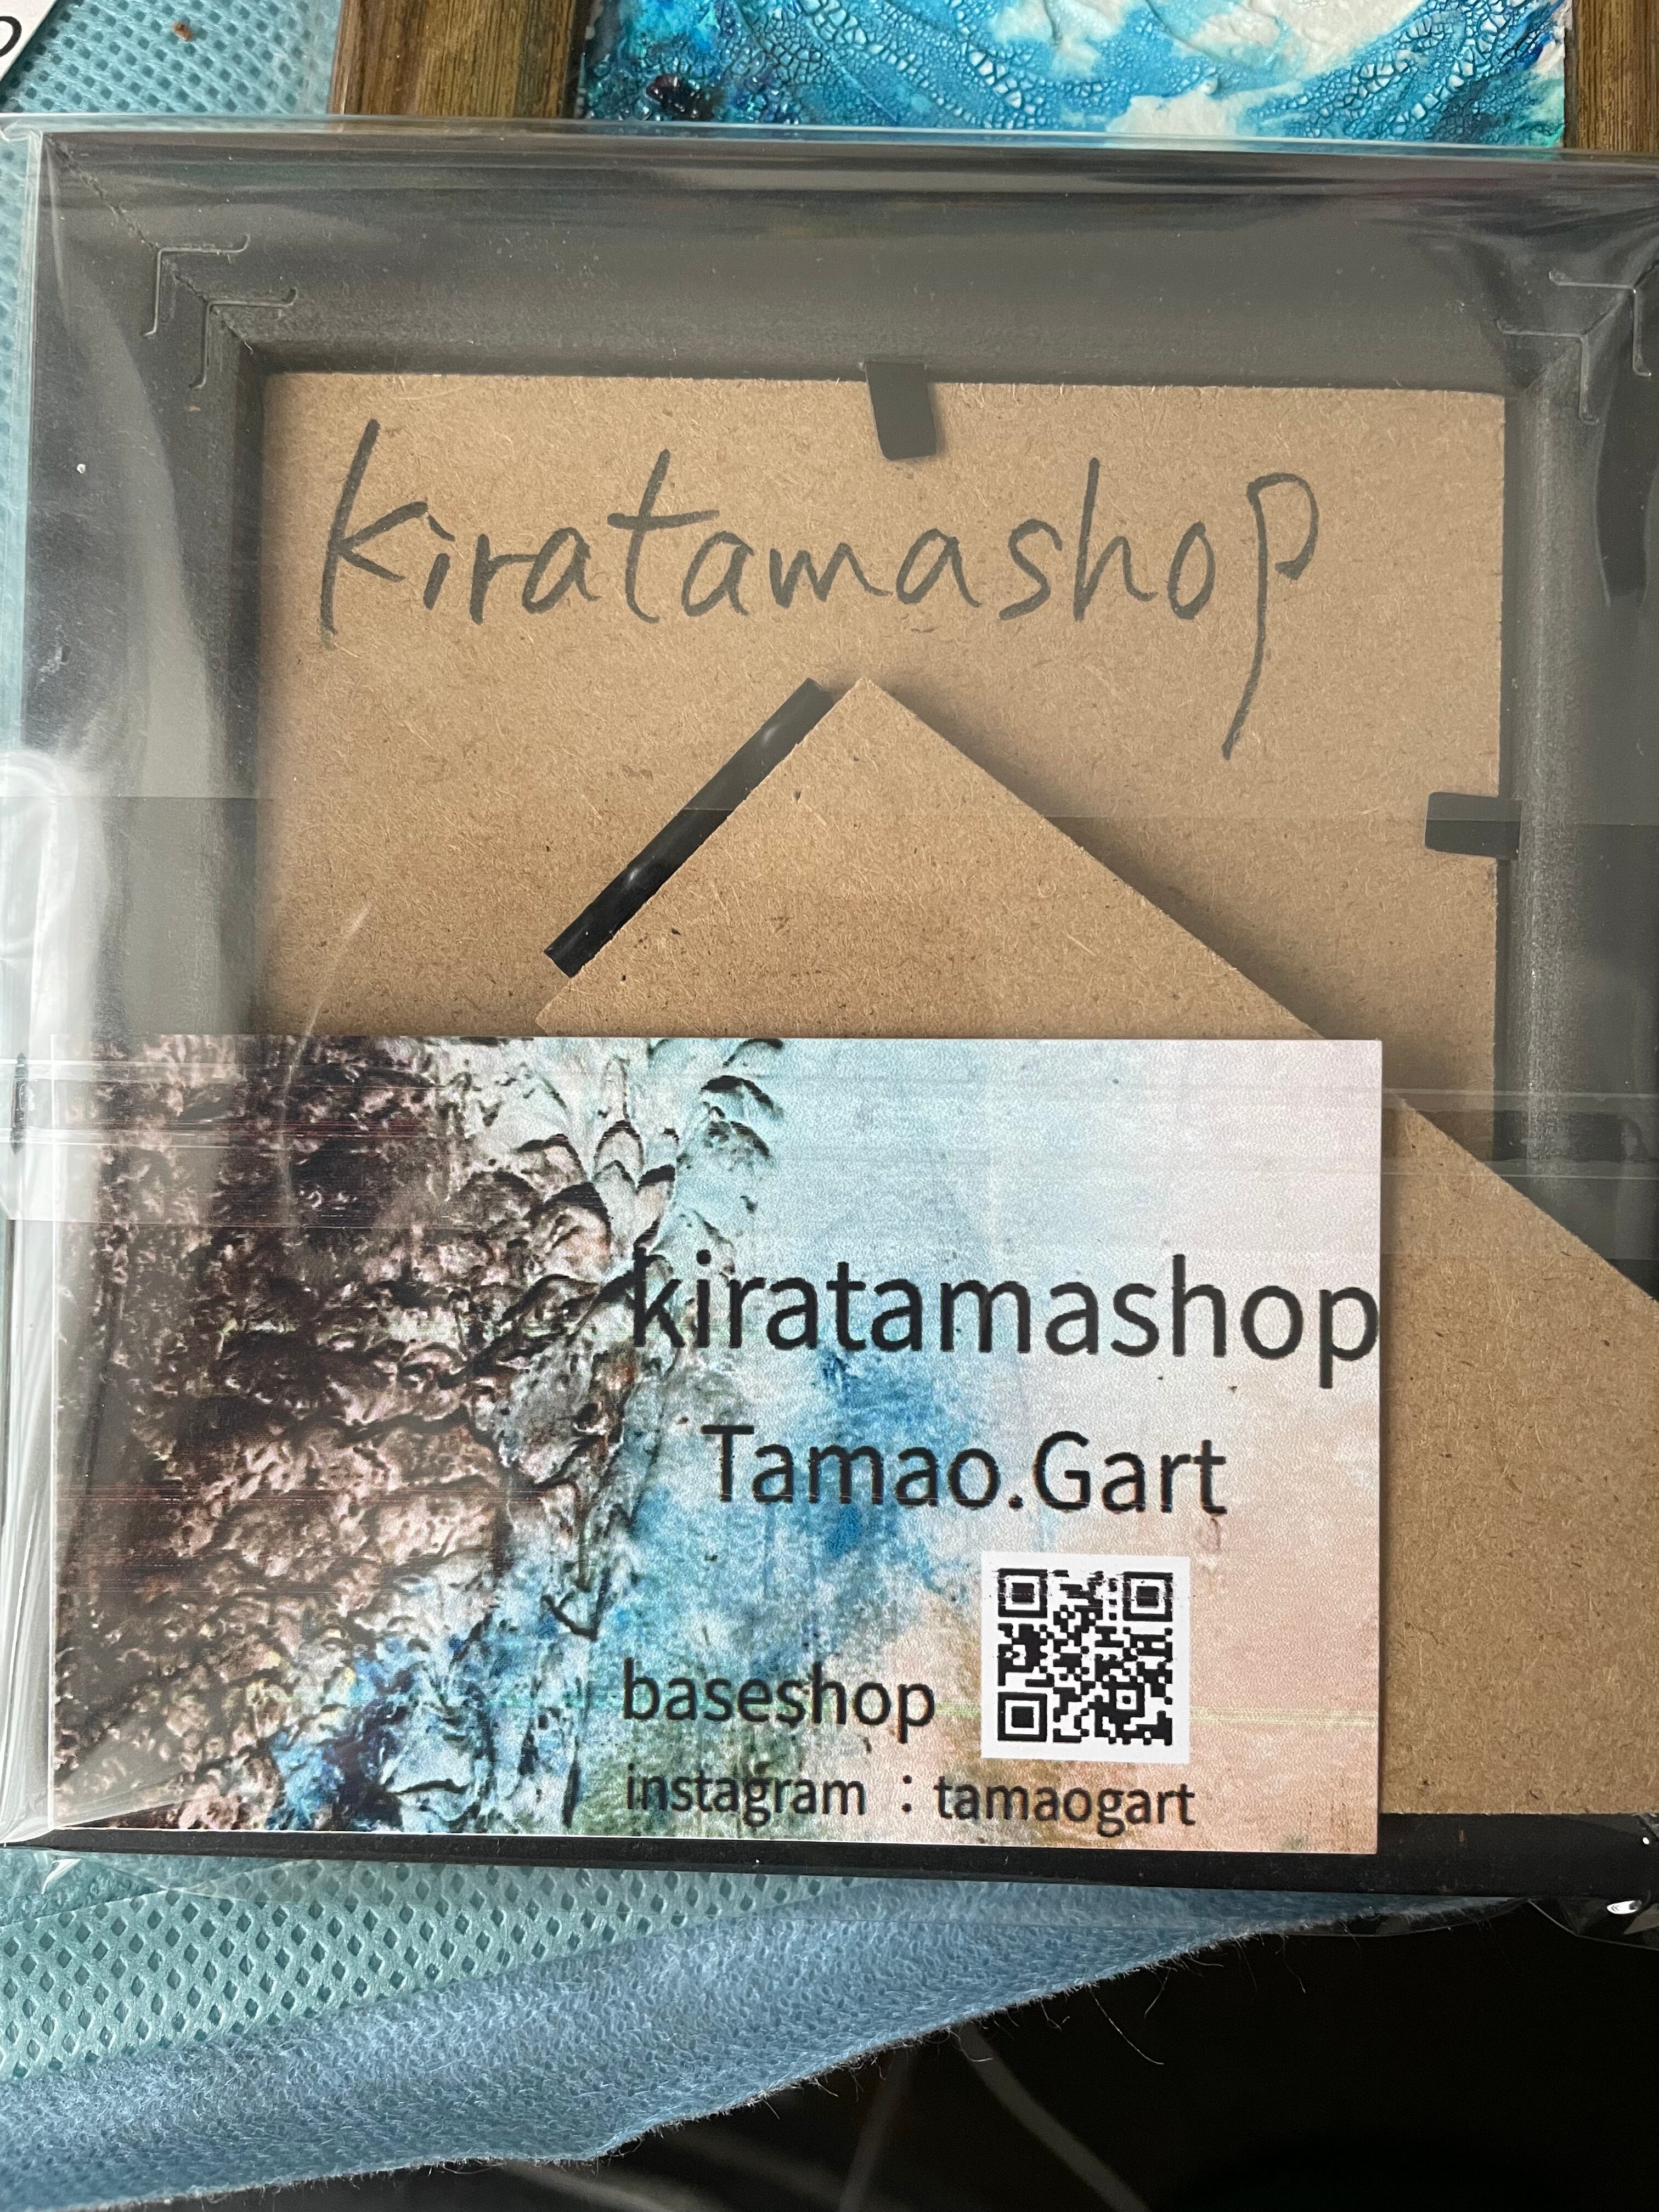 kiratamashop
kiratamashop
Tamao.Gart
baseshop
instagram：tamaogart